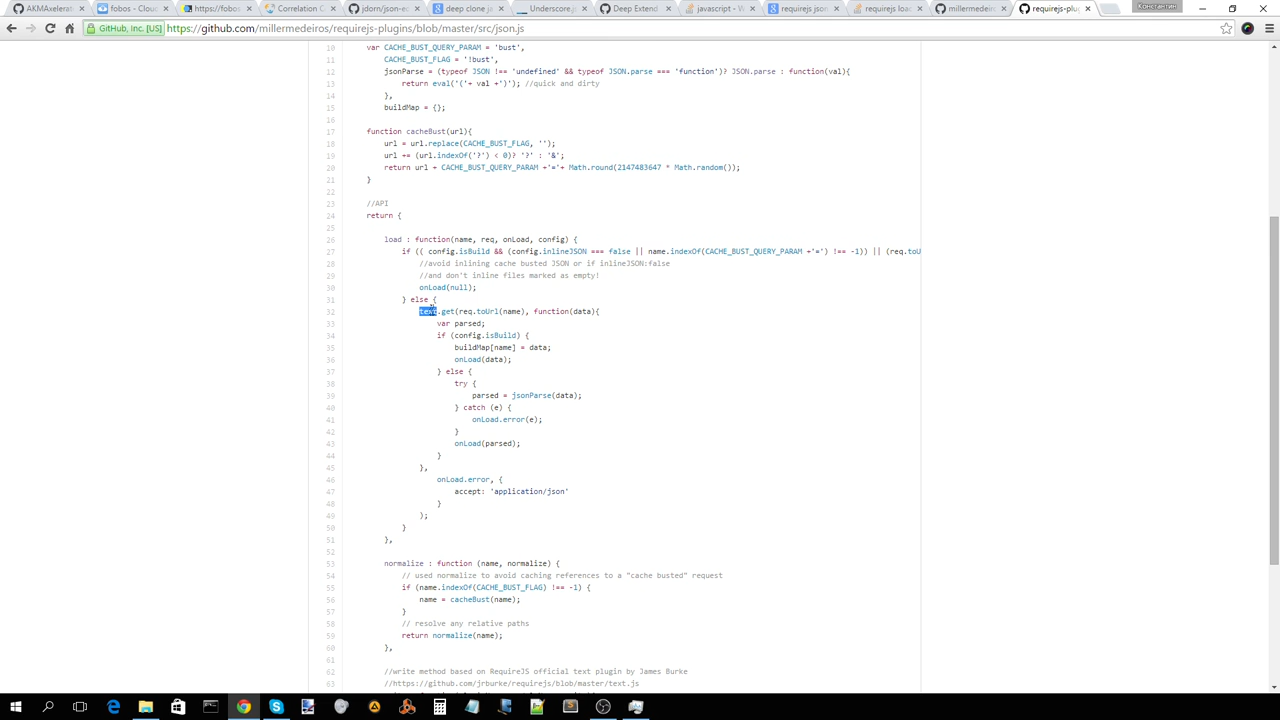 AKMAxelerat
fobos - Clou
https://fobos
Correlation C
jdorn/json-ed
deep clone ja
Underscore.js
Deep Extend
javascript - W
requirejs json
requirejs load
millermedeiro
requirejs-plug
Константин
GitHub, Inc. [US]
https://github.com/millermedeiros/requirejs-plugins/blob/master/src/json.js
10 var CACHE_BUST_QUERY_PARAM = 'bust',
11 CACHE_BUST_FLAG = '!bust',
12 jsonParse = (typeof JSON !== 'undefined' && typeof JSON.parse === 'function')? JSON.parse : function(val){
13 return eval('('+ val +')'); //quick and dirty
14 },
15 buildMap = {};
16
17 function cacheBust(url){
18 url = url.replace(CACHE_BUST_FLAG, '');
19 url += (url.indexOf('?') < 0)? '?' : '&';
20 return url + CACHE_BUST_QUERY_PARAM +'='+ Math.round(2147483647 * Math.random());
21 }
22
23 //API
24 return {
25
26 load : function(name, req, onLoad, config) {
27 if (( config.isBuild && (config.inlineJSON === false || name.indexOf(CACHE_BUST_QUERY_PARAM +'=') !== -1)) || (req.toU
28 //avoid inlining cache busted JSON or if inlineJSON:false
29 //and don't inline files marked as empty!
30 onLoad(null);
31 } else {
32 text.get(req.toUrl(name), function(data){
33 var parsed;
34 if (config.isBuild) {
35 buildMap[name] = data;
36 onLoad(data);
37 } else {
38 try {
39 parsed = jsonParse(data);
40 } catch (e) {
41 onLoad.error(e);
42 }
43 onLoad(parsed);
44 }
45 },
46 onLoad.error, {
47 accept: 'application/json'
48 }
49 );
50 }
51 },
52
53 normalize : function (name, normalize) {
54 // used normalize to avoid caching references to a "cache busted" request
55 if (name.indexOf(CACHE_BUST_FLAG) !== -1) {
56 name = cacheBust(name);
57 }
58 // resolve any relative paths
59 return normalize(name);
60 },
61
62 //write method based on RequireJS official text plugin by James Burke
63 //https://github.com/jrburke/requirejs/blob/master/text.js